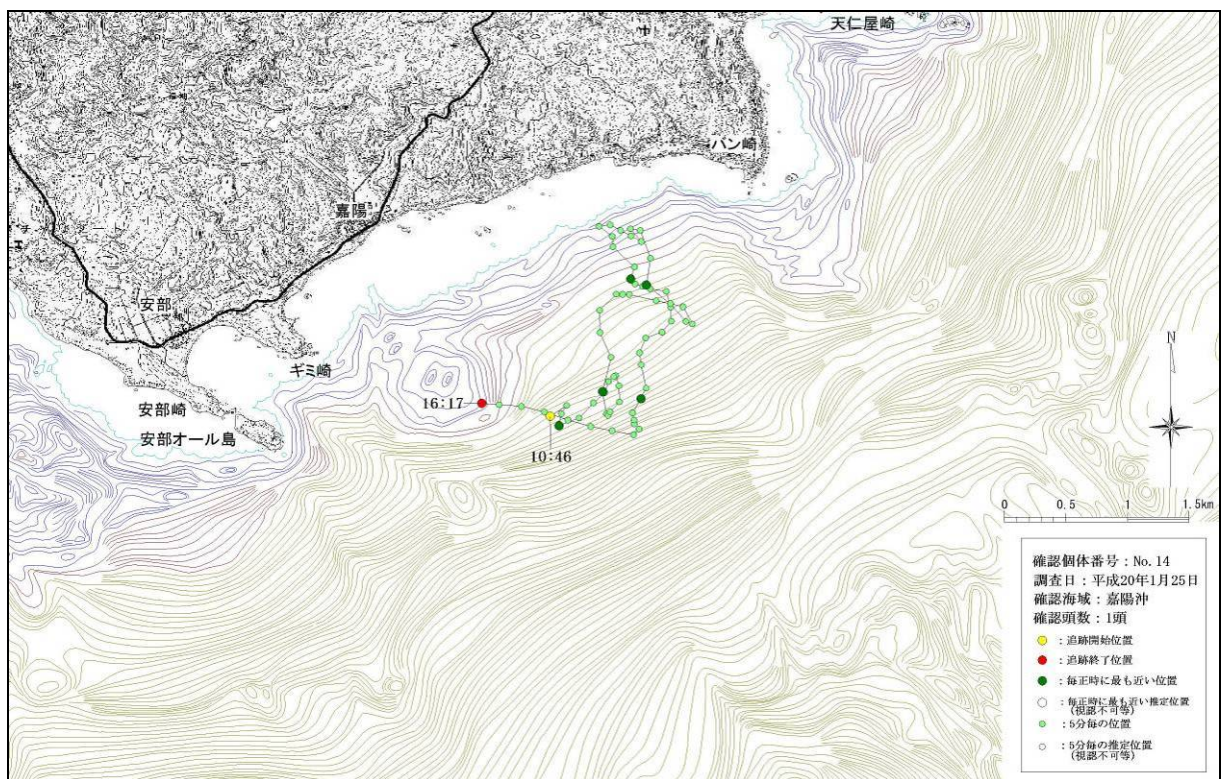 天仁屋崎
バン崎
嘉陽
安部
ギミ崎
安部崎
安部オール島
16:17
10:46
N
0 0.5 1 1.5km
確認個体番号：No.14
調査日：平成20年1月25日
確認海域：嘉陽沖
確認頭数：1頭
：追跡開始位置
：追跡終了位置
：毎正時に最も近い位置
：毎正時に最も近い推定位置
(視認不可等)
：5分毎の位置
：5分毎の推定位置
(視認不可等)